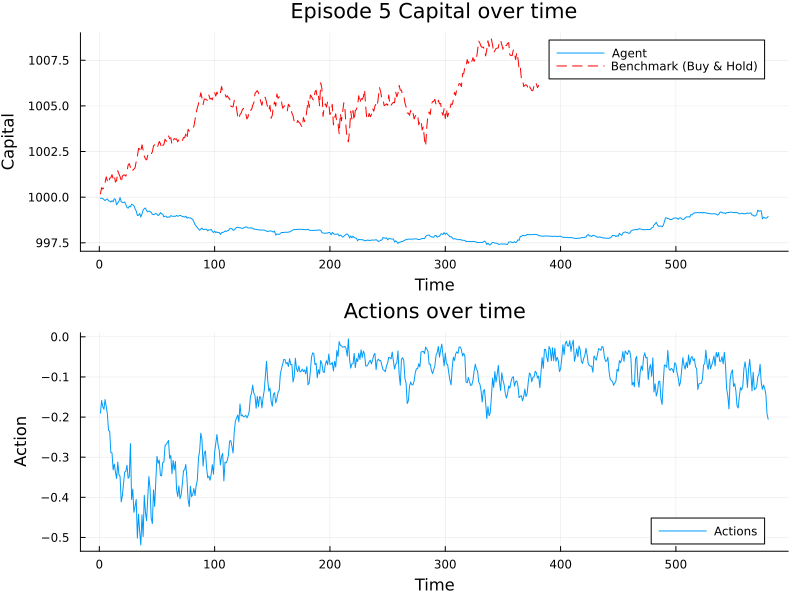 Episode 5 Capital over time
Capital
1007.5
1005.0
1002.5
1000.0
997.5
Agent
Benchmark (Buy & Hold)
0 100 200 300 400 500
Time
Actions over time
Action
0.0
−0.1
−0.2
−0.3
−0.4
−0.5
Actions
0 100 200 300 400 500
Time